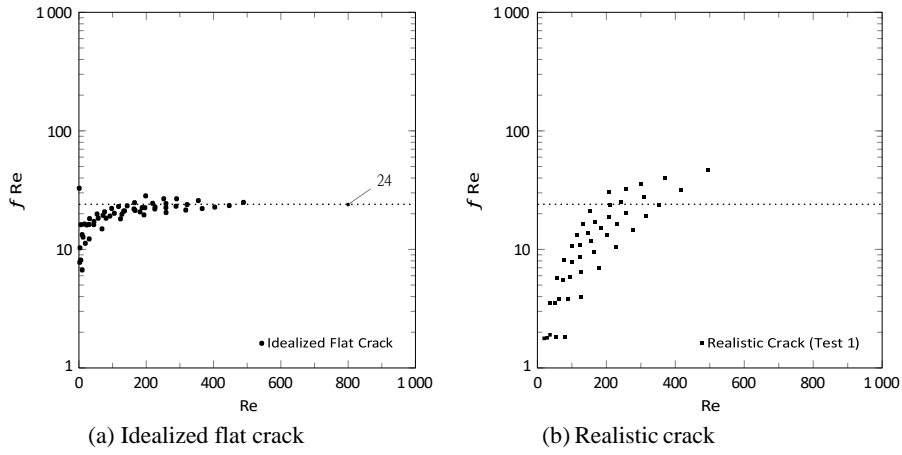 1 000
100
10
1
ƒ Re
24
Idealized Flat Crack
0 200 400 600 800 1 000
Re
(a) Idealized flat crack
1 000
100
10
1
ƒ Re
Realistic Crack (Test 1)
0 200 400 600 800 1 000
Re
(b) Realistic crack